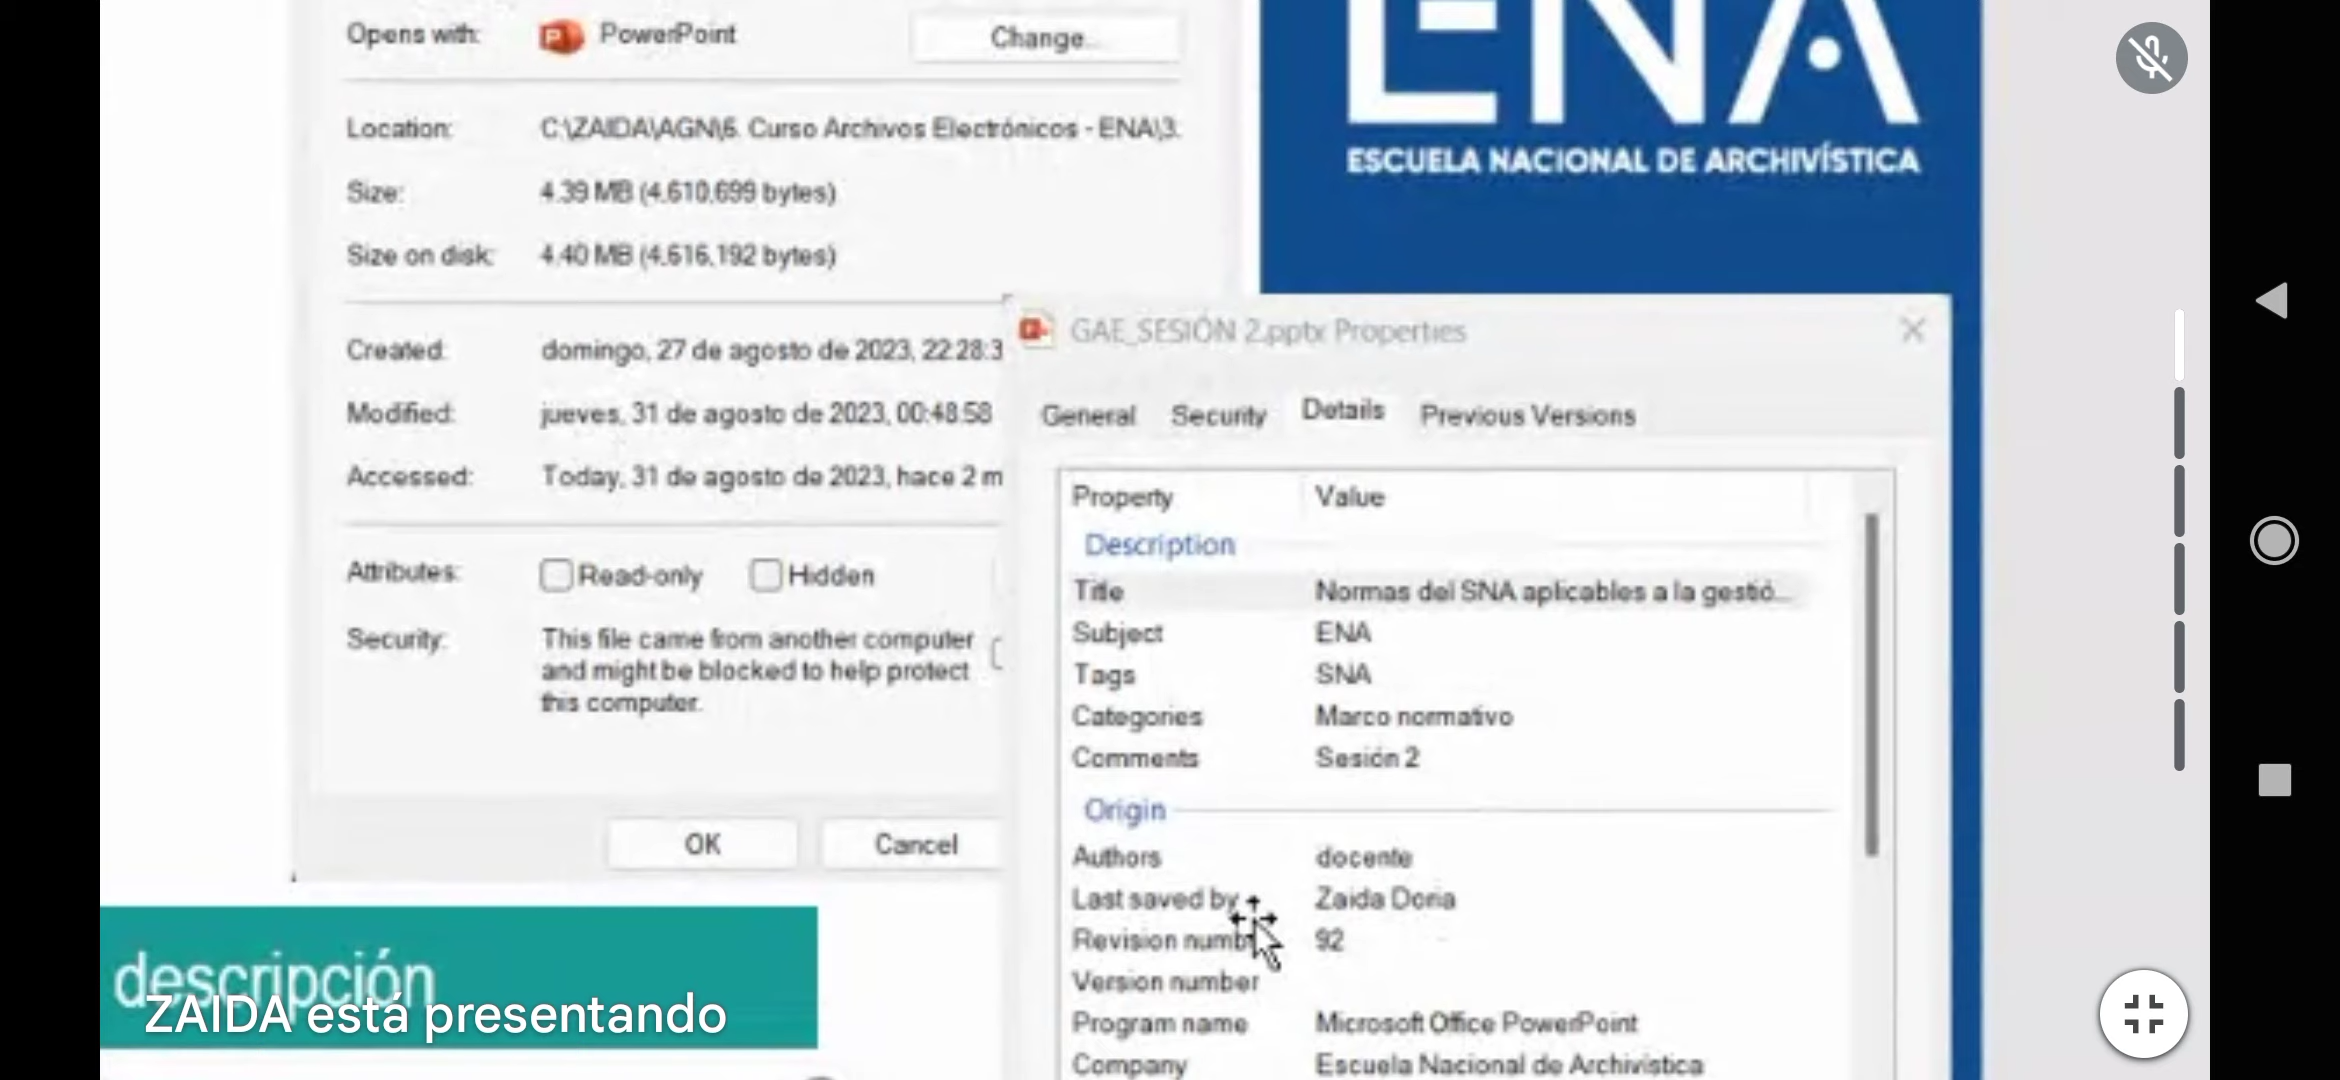 Opens with:
PowerPoint
Change...
Location:
C:\ZAIDA\AGN\6. Curso Archivos Electrónicos - ENA\3.
Size:
4.39 MB (4.610.699 bytes)
Size on disk:
4.40 MB (4.616.192 bytes)
Created:
domingo, 27 de agosto de 2023, 22:28:3
Modified:
jueves, 31 de agosto de 2023, 00:48:58
Accessed:
Today, 31 de agosto de 2023, hace 2 m
Attributes:
Read-only
Hidden
Security:
This file came from another computer
and might be blocked to help protect
this computer.
OK
Cancel
ENA
ESCUELA NACIONAL DE ARCHIVÍSTICA
GAE_SESIÓN 2.pptx Properties
General Security Details Previous Versions
Property Value
Description
Title Normas del SNA aplicables a la gestió...
Subject ENA
Tags SNA
Categories Marco normativo
Comments Sesión 2
Origin
Authors docente
Last saved by Zaida Doria
Revision numb 92
Version number
Program name Microsoft Office PowerPoint
Company Escuela Nacional de Archivística
descripción
ZAIDA está presentando